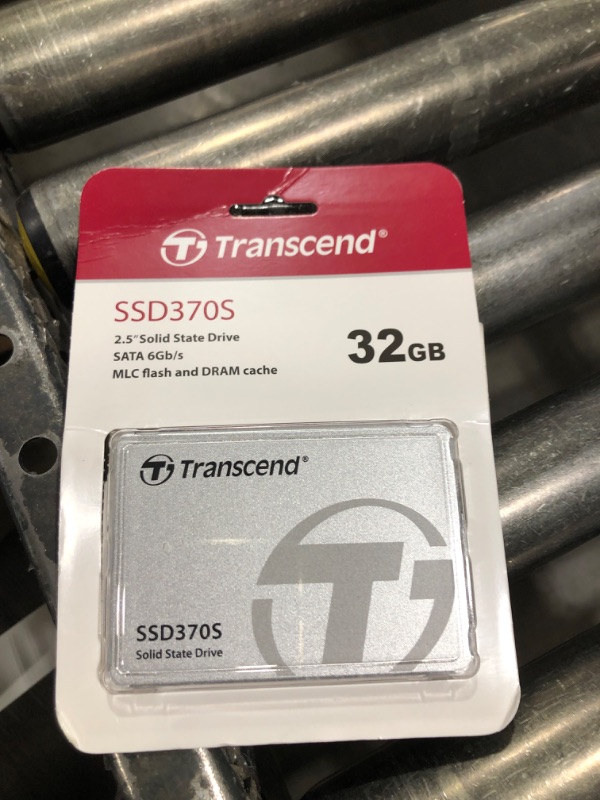 Transcend®
SSD370S
2.5"Solid State Drive
SATA 6Gb/s
MLC flash and DRAM cache
32GB
Transcend®
SSD370S
Solid State Drive